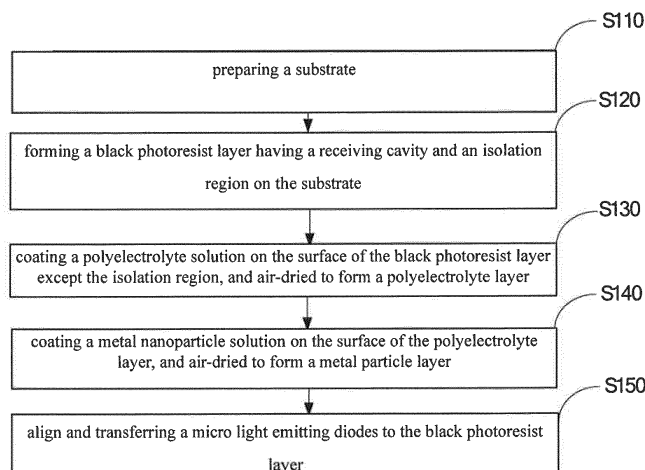 S110
preparing a substrate
S120
forming a black photoresist layer having a receiving cavity and an isolation
region on the substrate
S130
coating a polyelectrolyte solution on the surface of the black photoresist layer
except the isolation region, and air-dried to form a polyelectrolyte layer
S140
coating a metal nanoparticle solution on the surface of the polyelectrolyte
layer, and air-dried to form a metal particle layer
S150
align and transferring a micro light emitting diodes to the black photoresist
layer